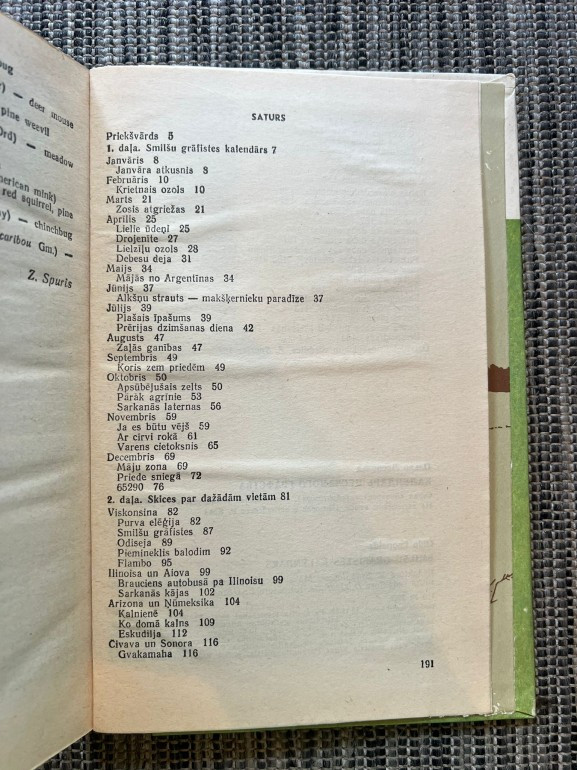 bug
) — deer mouse
pine weevil
Ord) — meadow
merican mink)
red squirrel, pine
y) — chinchbug
caribou Gm.) —
Z. Spuris
SATURS
Priekšvārds 5
1. daļa. Smilšu grāfistes kalendārs 7
Janvāris 8
Janvāra atkusnis 8
Februāris 10
Krietnais ozols 10
Marts 21
Zosis atgriežas 21
Aprīlis 25
Lielie ūdeņi 25
Drojenīte 27
Lielzīļu ozols 28
Debesu deja 31
Maijs 34
Mājās no Argentīnas 34
Jūnijs 37
Alkšņu strauts — makšķernieku paradīze 37
Jūlijs 39
Plašais īpašums 39
Prērijas dzimšanas diena 42
Augusts 47
Zaļās ganības 47
Septembris 49
Koris zem priedēm 49
Oktobris 50
Apsūbējušais zelts 50
Pārāk agrīnie 53
Sarkanās laternas 56
Novembris 59
Ja es būtu vējš 59
Ar cirvi rokā 61
Varens cietoksnis 65
Decembris 69
Māju zona 69
Priede sniegā 72
65290 76
2. daļa. Skices par dažādām vietām 81
Viskonsina 82
Purva elēģija 82
Smilšu grāfistes 87
Odiseja 89
Piemineklis balodim 92
Flambo 95
Ilinoisa un Aiova 99
Brauciens autobusā pa Ilinoisu 99
Sarkanās kājas 102
Arizona un Ņūmeksika 104
Kalnienē 104
Ko domā kalns 109
Eskudilja 112
Čivava un Sonora 116
Gvakamaha 116
191